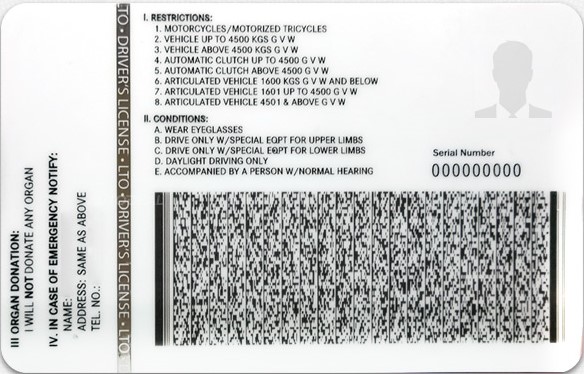 I. RESTRICTIONS:
1. MOTORCYCLES/MOTORIZED TRICYCLES
2. VEHICLE UP TO 4500 KGS G V W
3. VEHICLE ABOVE 4500 KGS G V W
4. AUTOMATIC CLUTCH UP TO 4500 G V W
5. AUTOMATIC CLUTCH ABOVE 4500 G V W
6. ARTICULATED VEHICLE 1600 KGS G V W AND BELOW
7. ARTICULATED VEHICLE 1601 UP TO 4500 G V W
8. ARTICULATED VEHICLE 4501 & ABOVE G V W
II. CONDITIONS:
A. WEAR EYEGLASSES
B. DRIVE ONLY W/SPECIAL EQPT FOR UPPER LIMBS
C. DRIVE ONLY W/SPECIAL EQPT FOR LOWER LIMBS
D. DAYLIGHT DRIVING ONLY
E. ACCOMPANIED BY A PERSON W/NORMAL HEARING
Serial Number
000000000
LTO • DRIVER'S LICENSE • LTO • DRIVER'S LICENSE • LTO
III ORGAN DONATION:
I WILL NOT DONATE ANY ORGAN
IV. IN CASE OF EMERGENCY NOTIFY:
NAME:
ADDRESS: SAME AS ABOVE
TEL. NO.: